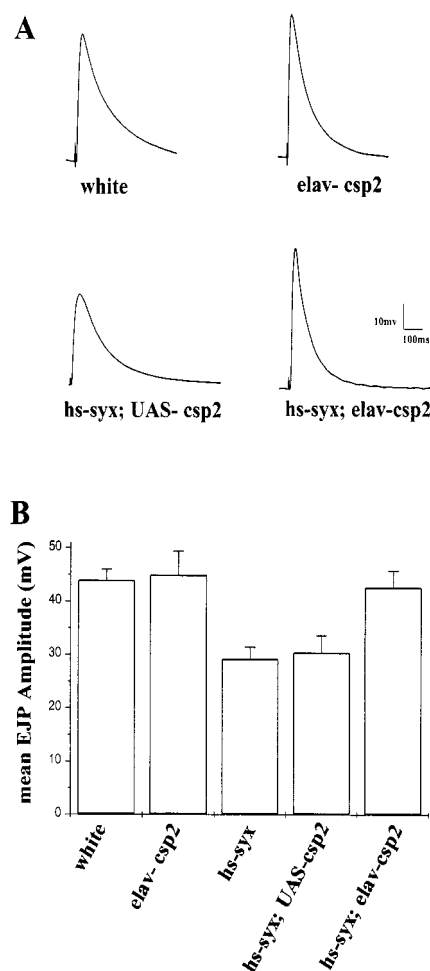 A
white
elav- csp2
10mv
100ms
hs-syx; UAS- csp2
hs-syx; elav-csp2
B
mean EJP Amplitude (mV)
50
40
30
20
10
0
white
elav- csp2
hs-syx
hs-syx; UAS-csp2
hs-syx; elav-csp2